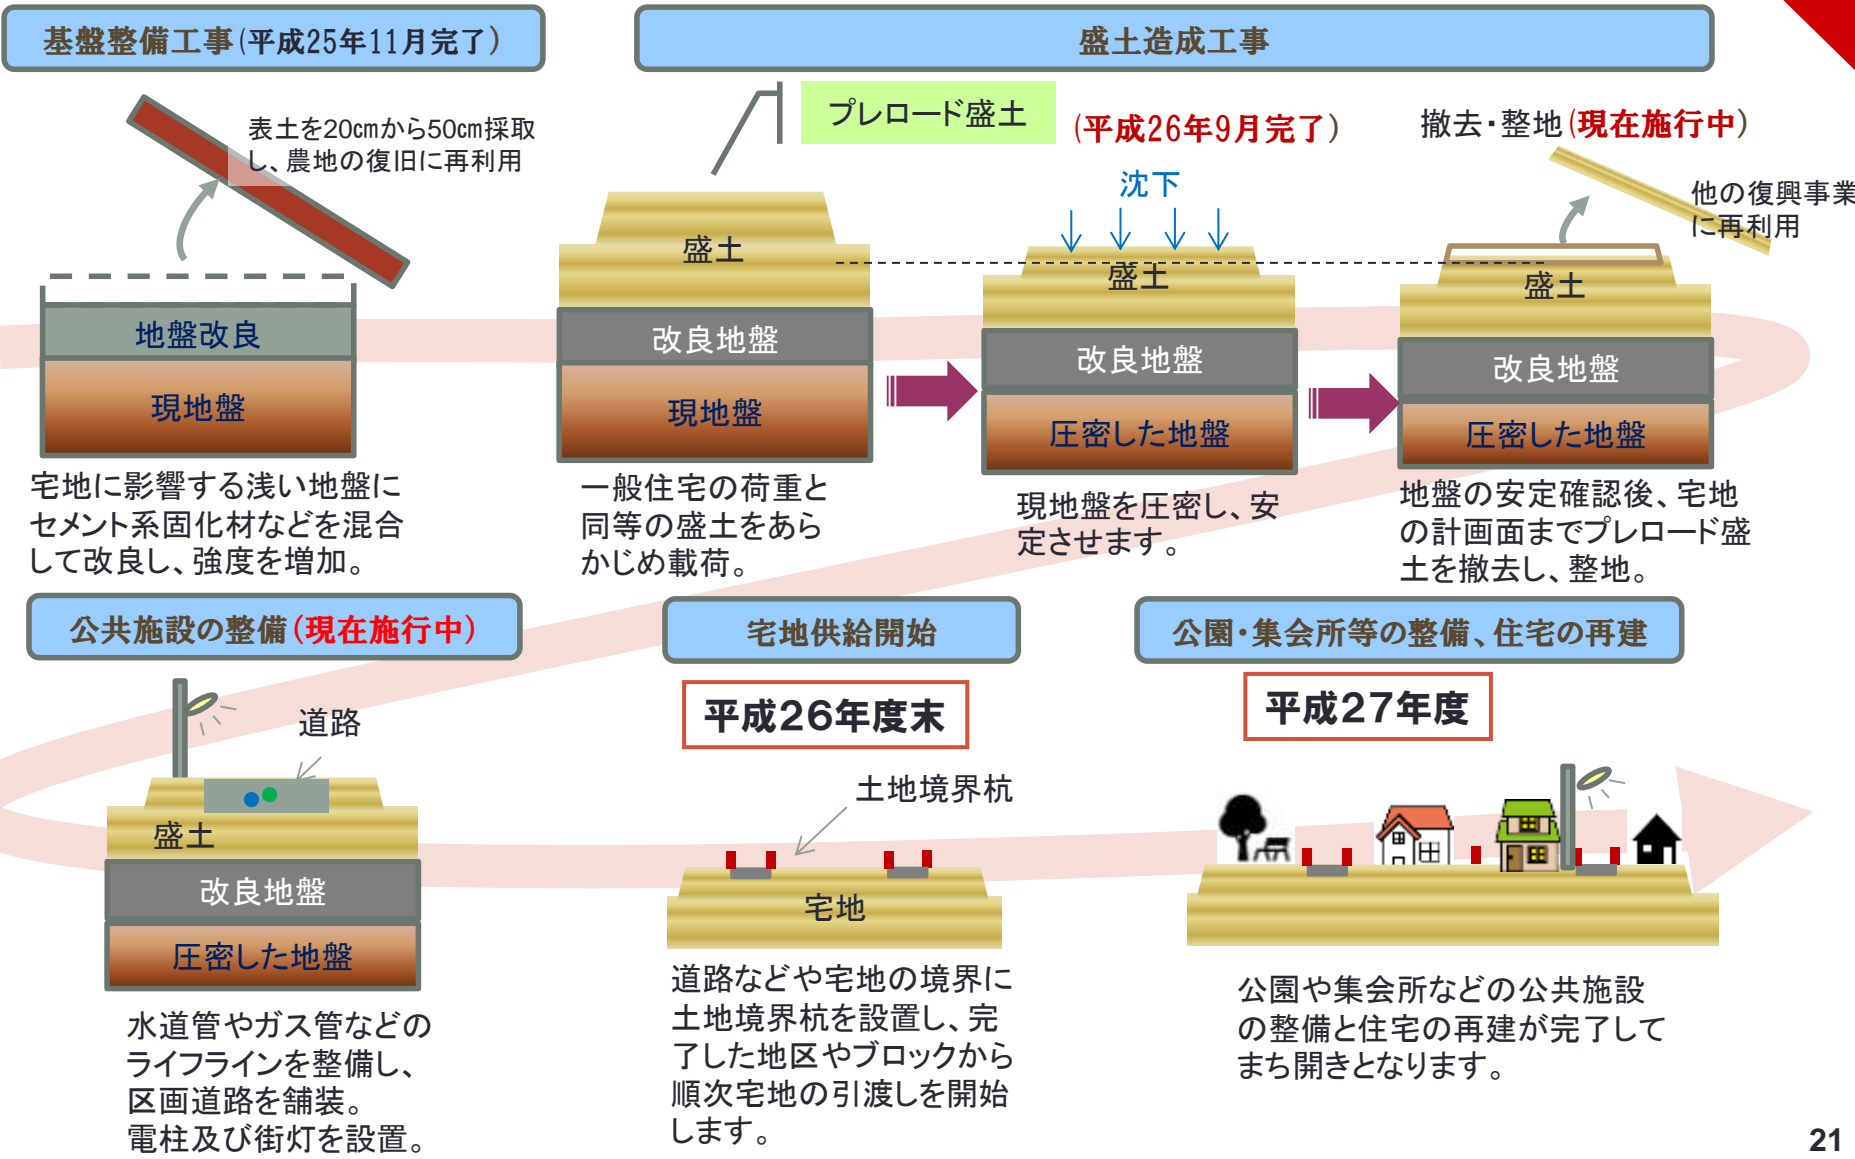 基盤整備工事(平成25年11月完了)
盛土造成工事
表土を20㎝から50㎝採取
し、農地の復旧に再利用
プレロード盛土
(平成26年9月完了)
撤去・整地(現在施行中)
沈下
他の復興事業
に再利用
盛土
盛土
盛土
地盤改良
改良地盤
改良地盤
改良地盤
現地盤
現地盤
圧密した地盤
圧密した地盤
宅地に影響する浅い地盤に
セメント系固化材などを混合
して改良し、強度を増加。
一般住宅の荷重と
同等の盛土をあら
かじめ載荷。
現地盤を圧密し、安
定させます。
地盤の安定確認後、宅地
の計画面までプレロード盛
土を撤去し、整地。
公共施設の整備(現在施行中)
宅地供給開始
公園・集会所等の整備、住宅の再建
平成26年度末
平成27年度
道路
土地境界杭
盛土
改良地盤
圧密した地盤
宅地
水道管やガス管などの
ライフラインを整備し、
区画道路を舗装。
電柱及び街灯を設置。
道路などや宅地の境界に
土地境界杭を設置し、完
了した地区やブロックから
順次宅地の引渡しを開始
します。
公園や集会所などの公共施設
の整備と住宅の再建が完了して
まち開きとなります。
21